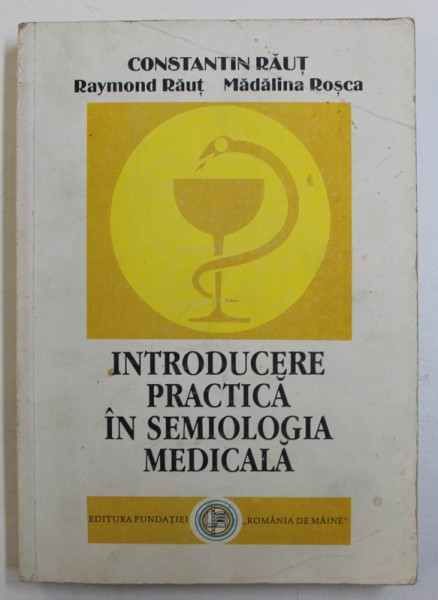 CONSTANTIN RĂUȚ
Raymond Răuț Mădălina Roșca
INTRODUCERE
PRACTICĂ
ÎN SEMIOLOGIA
MEDICALĂ
EDITURA FUNDAȚIEI „ROMÂNIA DE MÂINE”